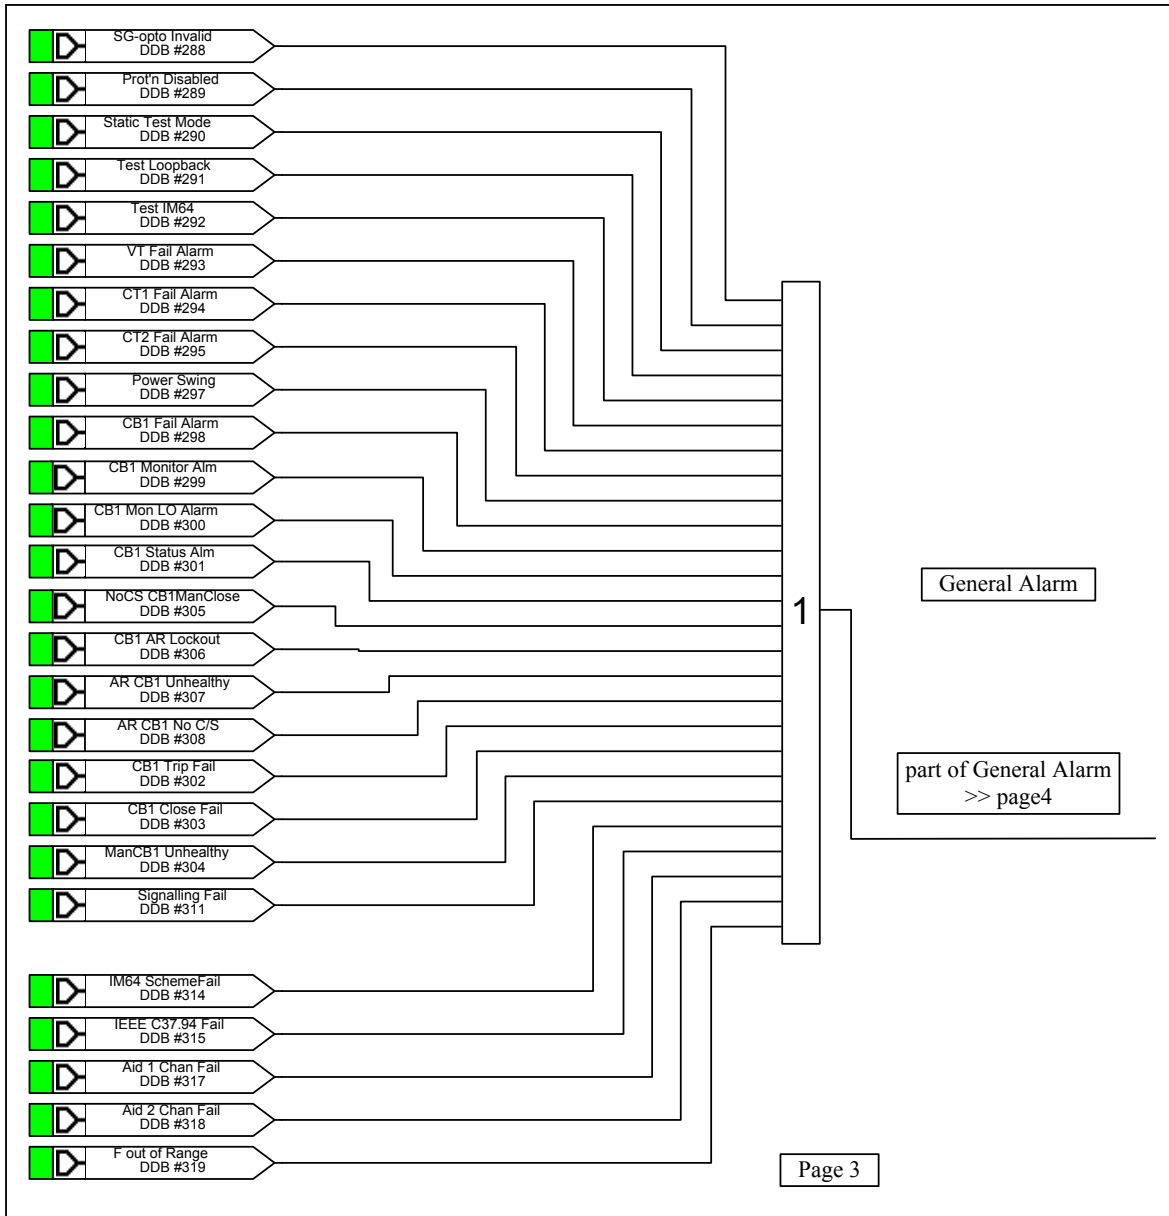 SG-opto Invalid
DDB #288
Prot'n Disabled
DDB #289
Static Test Mode
DDB #290
Test Loopback
DDB #291
Test IM64
DDB #292
VT Fail Alarm
DDB #293
CT1 Fail Alarm
DDB #294
CT2 Fail Alarm
DDB #295
Power Swing
DDB #297
CB1 Fail Alarm
DDB #298
CB1 Monitor Alm
DDB #299
CB1 Mon LO Alarm
DDB #300
CB1 Status Alm
DDB #301
NoCS CB1ManClose
DDB #305
CB1 AR Lockout
DDB #306
AR CB1 Unhealthy
DDB #307
AR CB1 No C/S
DDB #308
CB1 Trip Fail
DDB #302
CB1 Close Fail
DDB #303
ManCB1 Unhealthy
DDB #304
Signalling Fail
DDB #311
IM64 SchemeFail
DDB #314
IEEE C37.94 Fail
DDB #315
Aid 1 Chan Fail
DDB #317
Aid 2 Chan Fail
DDB #318
F out of Range
DDB #319
1
General Alarm
part of General Alarm
>> page4
Page 3